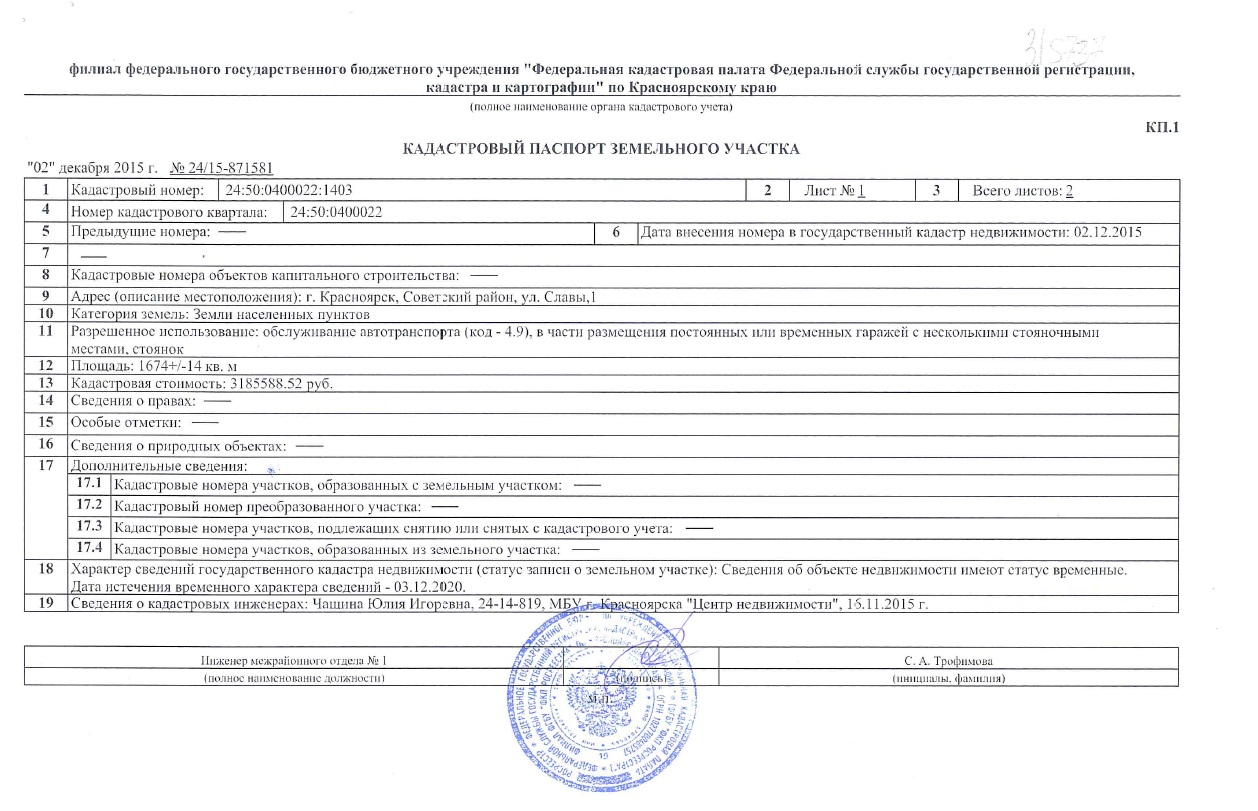 3/5737
филиал федерального государственного бюджетного учреждения "Федеральная кадастровая палата Федеральной службы государственной регистрации,
кадастра и картографии" по Красноярскому краю
(полное наименование органа кадастрового учета)
КП.1
КАДАСТРОВЫЙ ПАСПОРТ ЗЕМЕЛЬНОГО УЧАСТКА
"02" декабря 2015 г. № 24/15-871581
1 Кадастровый номер: 24:50:0400022:1403 2 Лист № 1 3 Всего листов: 2
4 Номер кадастрового квартала: 24:50:0400022
5 Предыдущие номера: —— 6 Дата внесения номера в государственный кадастр недвижимости: 02.12.2015
7 ——
8 Кадастровые номера объектов капитального строительства: ——
9 Адрес (описание местоположения): г. Красноярск, Советский район, ул. Славы,1
10 Категория земель: Земли населенных пунктов
11 Разрешенное использование: обслуживание автотранспорта (код - 4.9), в части размещения постоянных или временных гаражей с несколькими стояночными
местами, стоянок
12 Площадь: 1674+/-14 кв. м
13 Кадастровая стоимость: 3185588.52 руб.
14 Сведения о правах: ——
15 Особые отметки: ——
16 Сведения о природных объектах: ——
17 Дополнительные сведения:
17.1 Кадастровые номера участков, образованных с земельным участком: ——
17.2 Кадастровый номер преобразованного участка: ——
17.3 Кадастровые номера участков, подлежащих снятию или снятых с кадастрового учета: ——
17.4 Кадастровые номера участков, образованных из земельного участка: ——
18 Характер сведений государственного кадастра недвижимости (статус записи о земельном участке): Сведения об объекте недвижимости имеют статус временные.
Дата истечения временного характера сведений - 03.12.2020.
19 Сведения о кадастровых инженерах: Чащина Юлия Игоревна, 24-14-819, МБУ г. Красноярска "Центр недвижимости", 16.11.2015 г.
Инженер межрайонного отдела № 1 С. А. Трофимова
(полное наименование должности) (подпись) (инициалы, фамилия)
М.П.